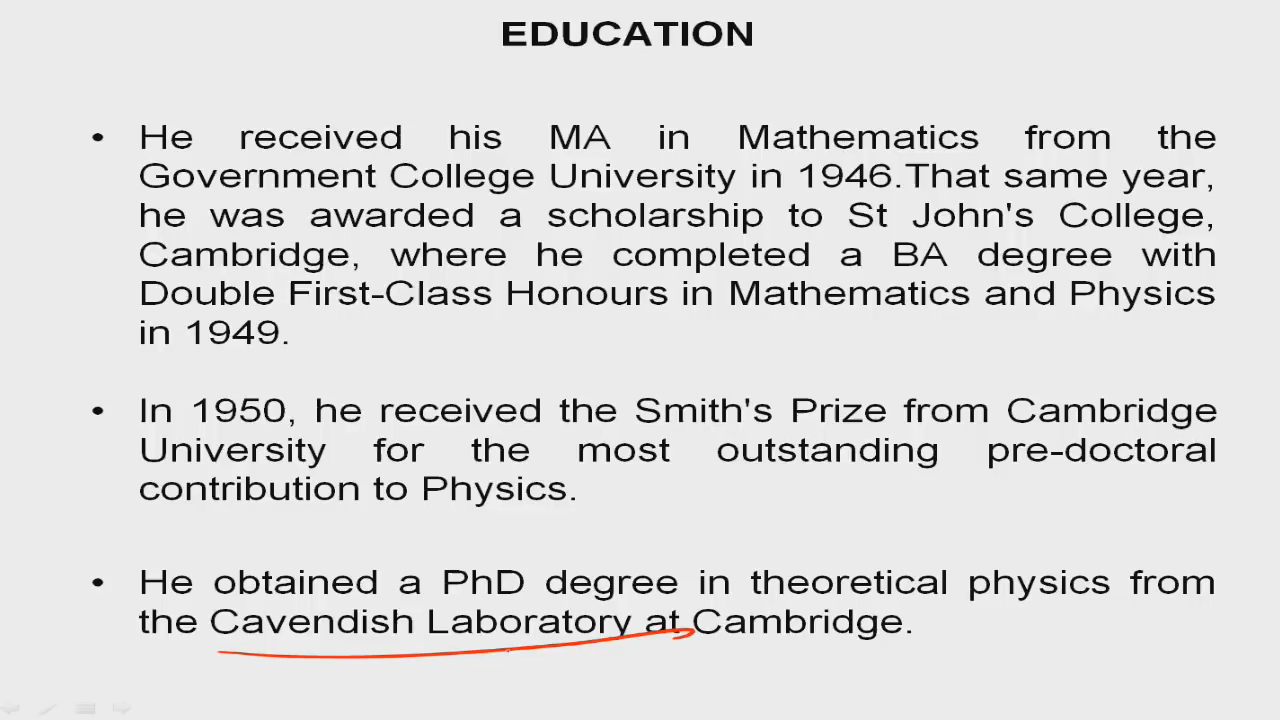 EDUCATION
• He received his MA in Mathematics from the
Government College University in 1946.That same year,
he was awarded a scholarship to St John's College,
Cambridge, where he completed a BA degree with
Double First-Class Honours in Mathematics and Physics
in 1949.
• In 1950, he received the Smith's Prize from Cambridge
University for the most outstanding pre-doctoral
contribution to Physics.
• He obtained a PhD degree in theoretical physics from
the Cavendish Laboratory at Cambridge.